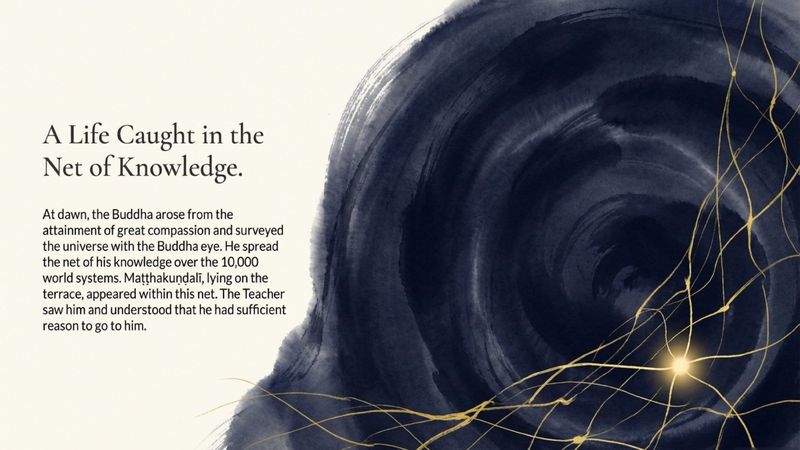 A Life Caught in the
Net of Knowledge.
At dawn, the Buddha arose from the
attainment of great compassion and surveyed
the universe with the Buddha eye. He spread
the net of his knowledge over the 10,000
world systems. Maṭṭhakuṇḍalī, lying on the
terrace, appeared within this net. The Teacher
saw him and understood that he had sufficient
reason to go to him.